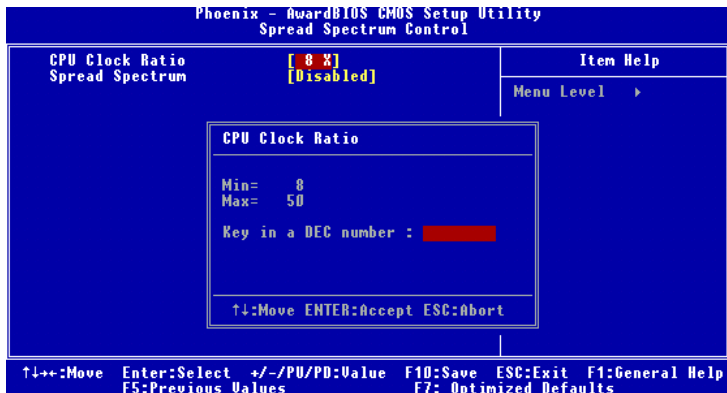 Phoenix - AwardBIOS CMOS Setup Utility
Spread Spectrum Control
CPU Clock Ratio [ 8 X]
Spread Spectrum [Disabled]
Item Help
Menu Level ▸
CPU Clock Ratio
Min= 8
Max= 50
Key in a DEC number :
↑↓:Move ENTER:Accept ESC:Abort
↑↓→←:Move Enter:Select +/-/PU/PD:Value F10:Save ESC:Exit F1:General Help
F5:Previous Values F7: Optimized Defaults